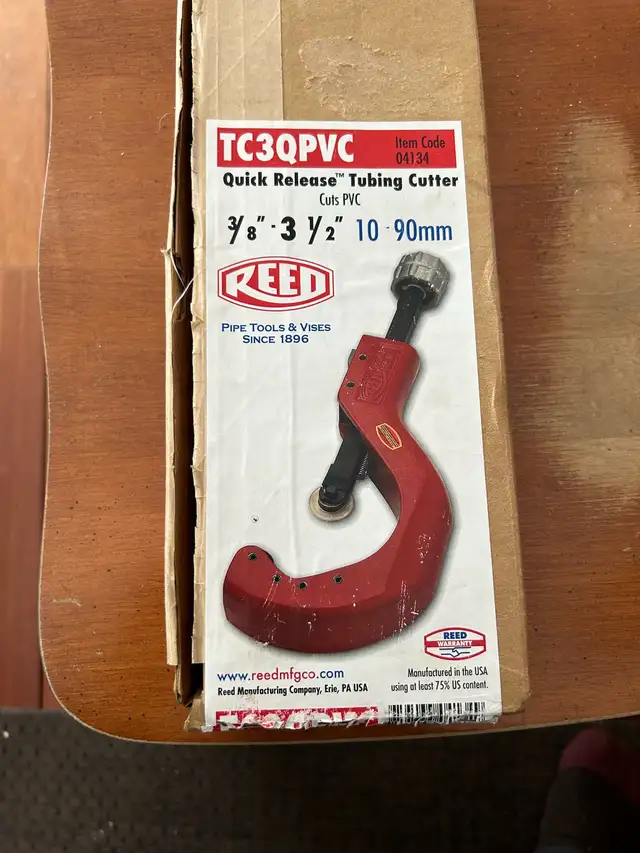 TC3QPVC
Item Code
04134
Quick Release™ Tubing Cutter
Cuts PVC
3/8" - 3 1/2" 10 - 90mm
REED
PIPE TOOLS & VISES
SINCE 1896
REED
WARRANTY
www.reedmfgco.com
Reed Manufacturing Company, Erie, PA USA
Manufactured in the USA
using at least 75% US content.